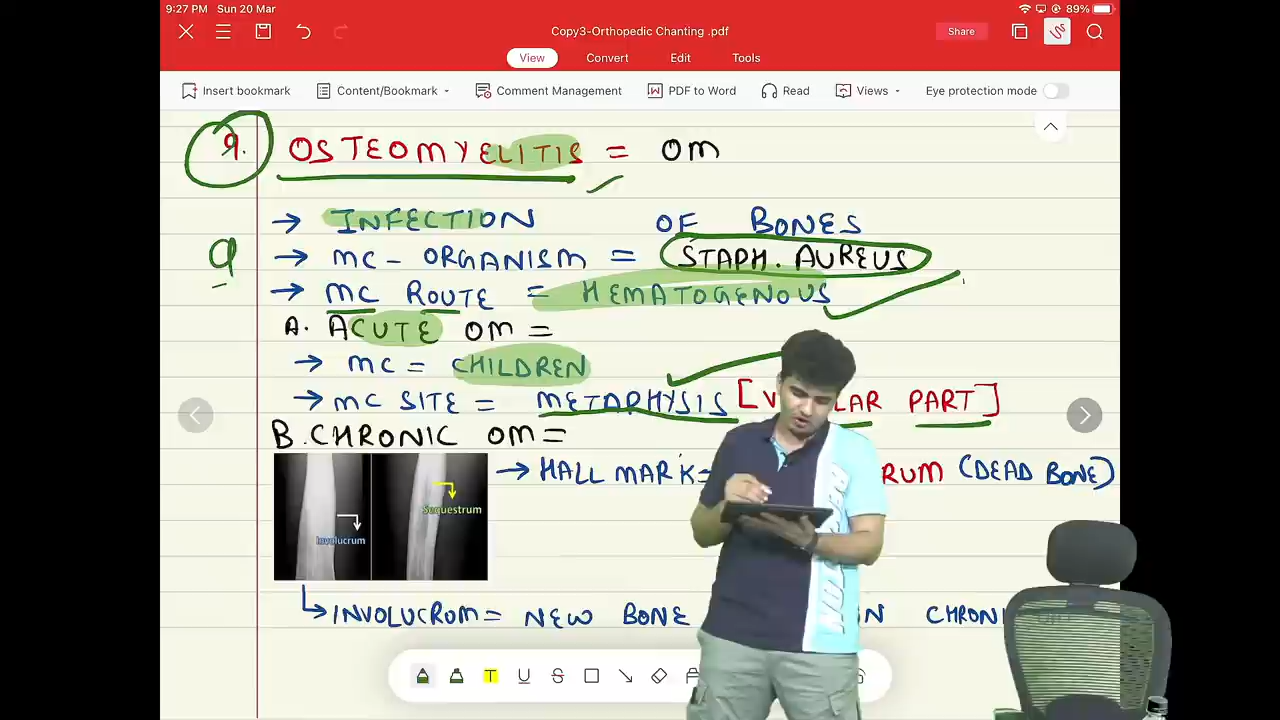 9:27 PM Sun 20 Mar 89%
Copy3-Orthopedic Chanting .pdf
Share
View Convert Edit Tools
Insert bookmark Content/Bookmark Comment Management PDF to Word Read Views Eye protection mode
9. OSTEOMYELITIS = OM
→ INFECTION OF BONES
9 → MC - ORGANISM = STAPH. AUREUS
→ MC ROUTE = HEMATOGENOUS
A. ACUTE OM =
→ MC = CHILDREN
→ MC SITE = METAPHYSIS [V LAR PART]
B. CHRONIC OM =
→ HALL MARK = RUM (DEAD BONE)
Sequestrum
Involucrum
INVOLUCROM = NEW BONE N CHRONI
T U S